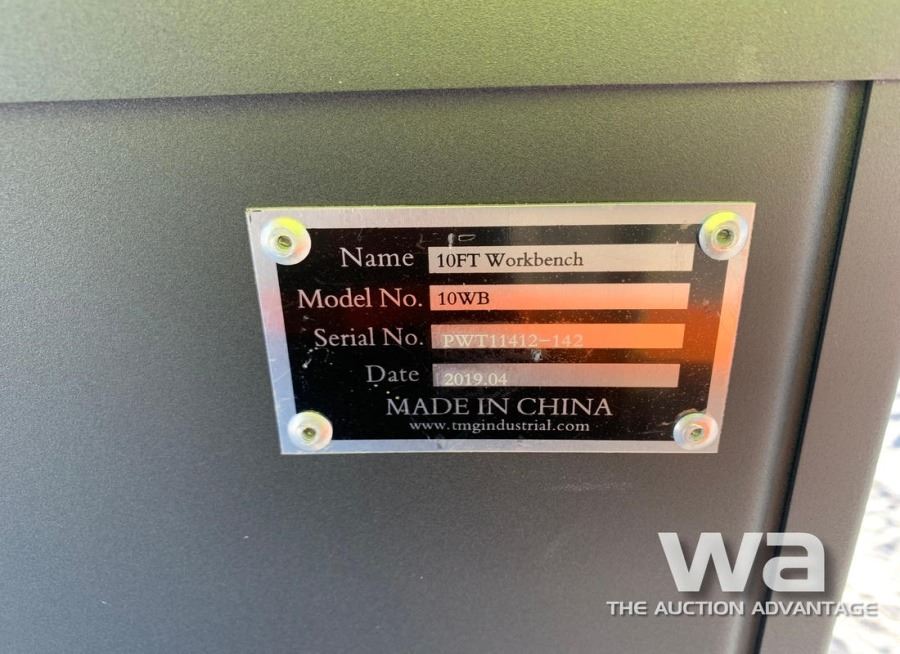 Name 10FT Workbench
Model No. 10WB
Serial No. PWT11412-142
Date 2019.04
MADE IN CHINA
www.tmgindustrial.com
wa
THE AUCTION ADVANTAGE